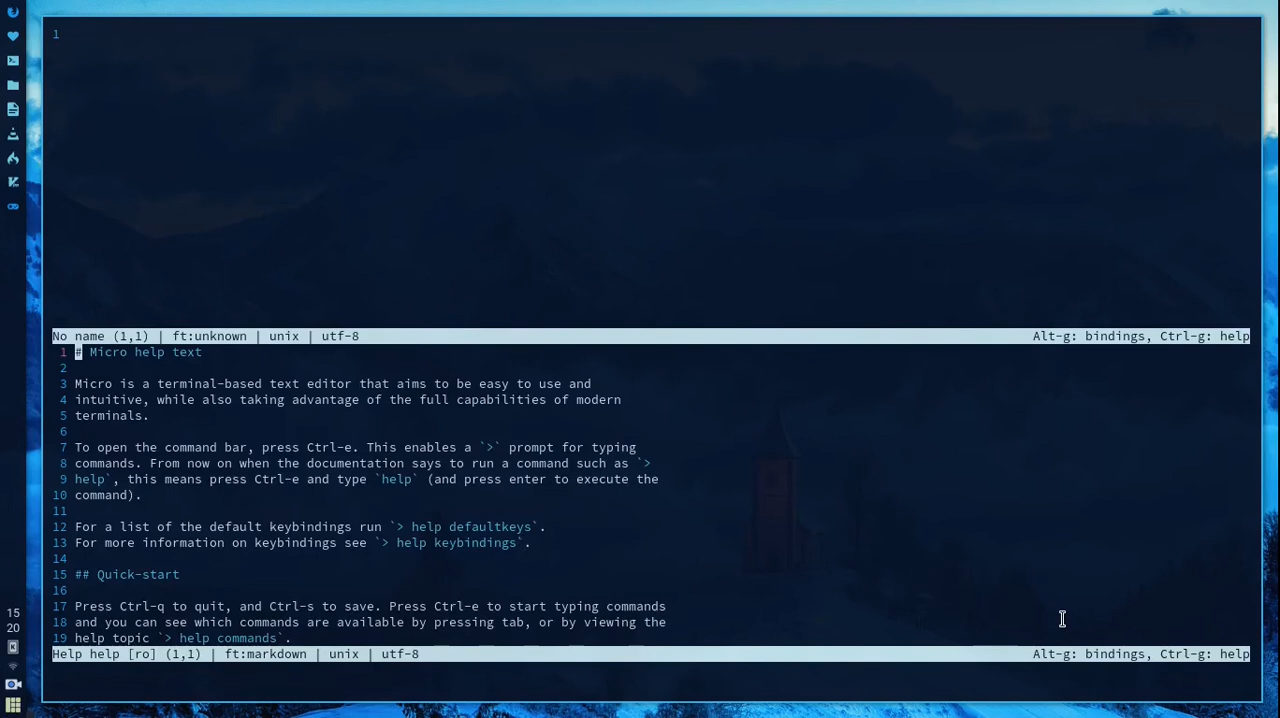 1
No name (1,1) | ft:unknown | unix | utf-8 Alt-g: bindings, Ctrl-g: help
1 # Micro help text
2
3 Micro is a terminal-based text editor that aims to be easy to use and
4 intuitive, while also taking advantage of the full capabilities of modern
5 terminals.
6
7 To open the command bar, press Ctrl-e. This enables a `>` prompt for typing
8 commands. From now on when the documentation says to run a command such as `>
9 help`, this means press Ctrl-e and type `help` (and press enter to execute the
10 command).
11
12 For a list of the default keybindings run `> help defaultkeys`.
13 For more information on keybindings see `> help keybindings`.
14
15 ## Quick-start
16
17 Press Ctrl-q to quit, and Ctrl-s to save. Press Ctrl-e to start typing commands
18 and you can see which commands are available by pressing tab, or by viewing the
19 help topic `> help commands`.
Help help [ro] (1,1) | ft:markdown | unix | utf-8 Alt-g: bindings, Ctrl-g: help
15
20